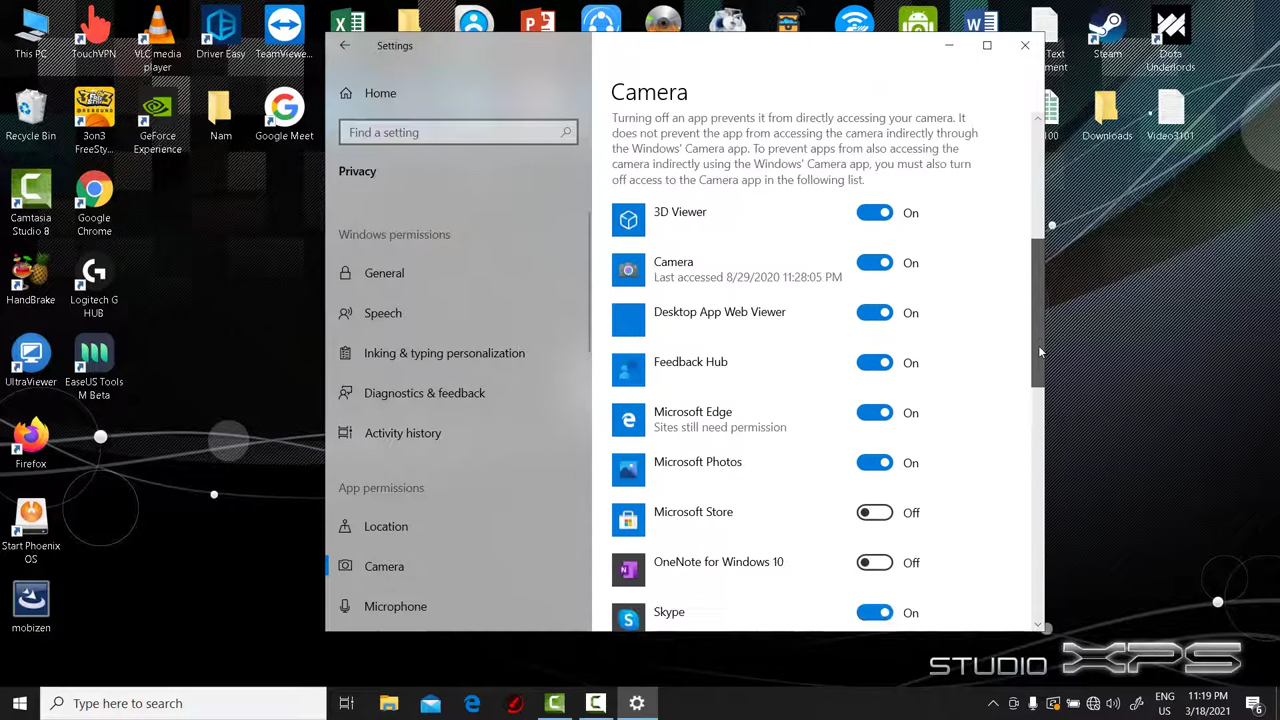 This PC
TouchVPN
VLC media
player
Driver Easy
TeamViewer...
Text
ument
Steam
Dota
Underlords
Recycle Bin
3on3
FreeSty...
GeForce
Experience
Nam
Google Meet
100
Downloads
Video3101
Camtasia
Studio 8
Google
Chrome
HandBrake
Logitech G
HUB
UltraViewer
EaseUS Tools
M Beta
Firefox
Start Phoenix
OS
mobizen
Settings
Home
Find a setting
Privacy
Windows permissions
General
Speech
Inking & typing personalization
Diagnostics & feedback
Activity history
App permissions
Location
Camera
Microphone
Camera
Turning off an app prevents it from directly accessing your camera. It
does not prevent the app from accessing the camera indirectly through
the Windows' Camera app. To prevent apps from also accessing the
camera indirectly using the Windows' Camera app, you must also turn
off access to the Camera app in the following list.
3D Viewer On
Camera On
Last accessed 8/29/2020 11:28:05 PM
Desktop App Web Viewer On
Feedback Hub On
Microsoft Edge On
Sites still need permission
Microsoft Photos On
Microsoft Store Off
OneNote for Windows 10 Off
Skype On
STUDIO XPS
Type here to search
ENG
US
11:19 PM
3/18/2021
6